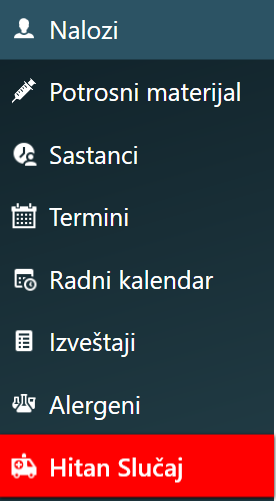 Nalozi
Potrosni materijal
Sastanci
Termini
Radni kalendar
Izveštaji
Alergeni
Hitan Slučaj